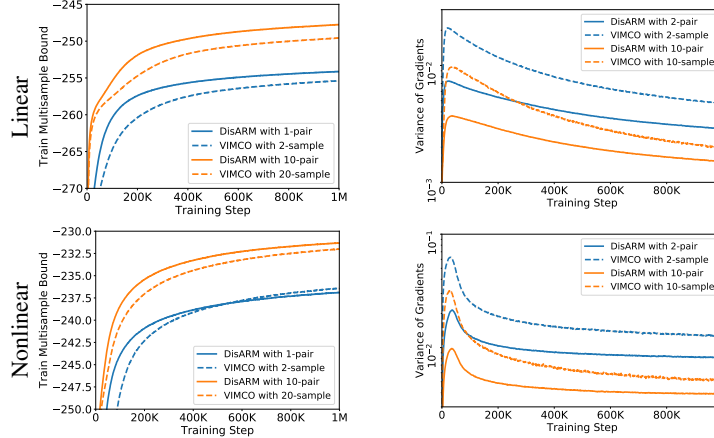 Linear
Train Multisample Bound
−245
−250
−255
−260
−265
−270
0
200K
400K
600K
800K
1M
Training Step
DisARM with 1-pair
VIMCO with 2-sample
DisARM with 10-pair
VIMCO with 20-sample
Variance of Gradients
10−2
10−3
0
200K
400K
600K
800K
Training Step
DisARM with 2-pair
VIMCO with 2-sample
DisARM with 10-pair
VIMCO with 10-sample
Nonlinear
Train Multisample Bound
−230.0
−232.5
−235.0
−237.5
−240.0
−242.5
−245.0
−247.5
−250.0
0
200K
400K
600K
800K
1M
Training Step
DisARM with 1-pair
VIMCO with 2-sample
DisARM with 10-pair
VIMCO with 20-sample
Variance of Gradients
10−1
10−2
0
200K
400K
600K
800K
Training Step
DisARM with 2-pair
VIMCO with 2-sample
DisARM with 10-pair
VIMCO with 10-sample